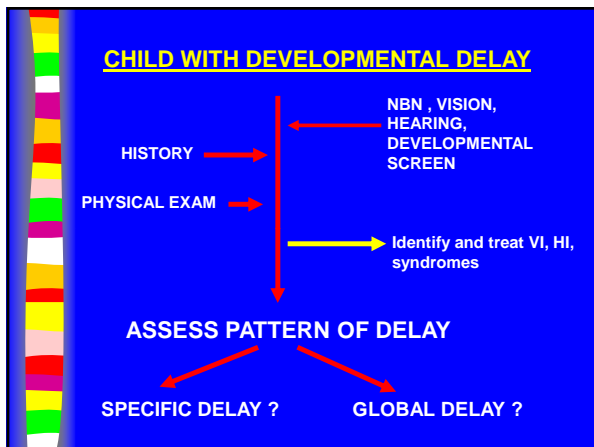 CHILD WITH DEVELOPMENTAL DELAY
NBN , VISION,
HEARING,
DEVELOPMENTAL
SCREEN
HISTORY
PHYSICAL EXAM
Identify and treat VI, HI,
syndromes
ASSESS PATTERN OF DELAY
SPECIFIC DELAY ?
GLOBAL DELAY ?